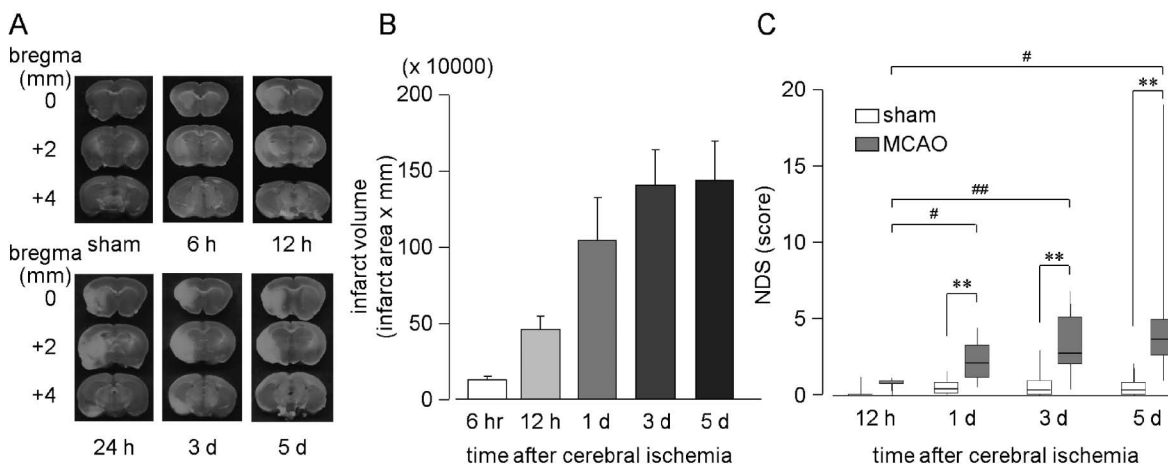 A
bregma
(mm)
0
+2
+4
sham 6 h 12 h
bregma
(mm)
0
+2
+4
24 h 3 d 5 d
B
(x 10000)
infarct volume
(infarct area x mm)
200
150
100
50
0
6 hr 12 h 1 d 3 d 5 d
time after cerebral ischemia
C
NDS (score)
20
15
10
5
0
sham
MCAO
#
**
##
#
**
**
12 h 1 d 3 d 5 d
time after cerebral ischemia